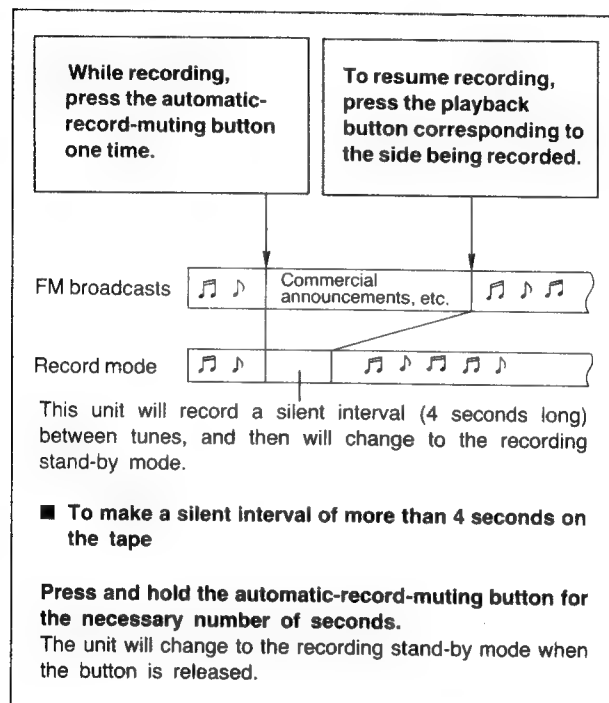 While recording,
press the automatic-
record-muting button
one time.
To resume recording,
press the playback
button corresponding to
the side being recorded.
FM broadcasts
Commercial
announcements, etc.
Record mode
This unit will record a silent interval (4 seconds long)
between tunes, and then will change to the recording
stand-by mode.
■ To make a silent interval of more than 4 seconds on
the tape
Press and hold the automatic-record-muting button for
the necessary number of seconds.
The unit will change to the recording stand-by mode when
the button is released.